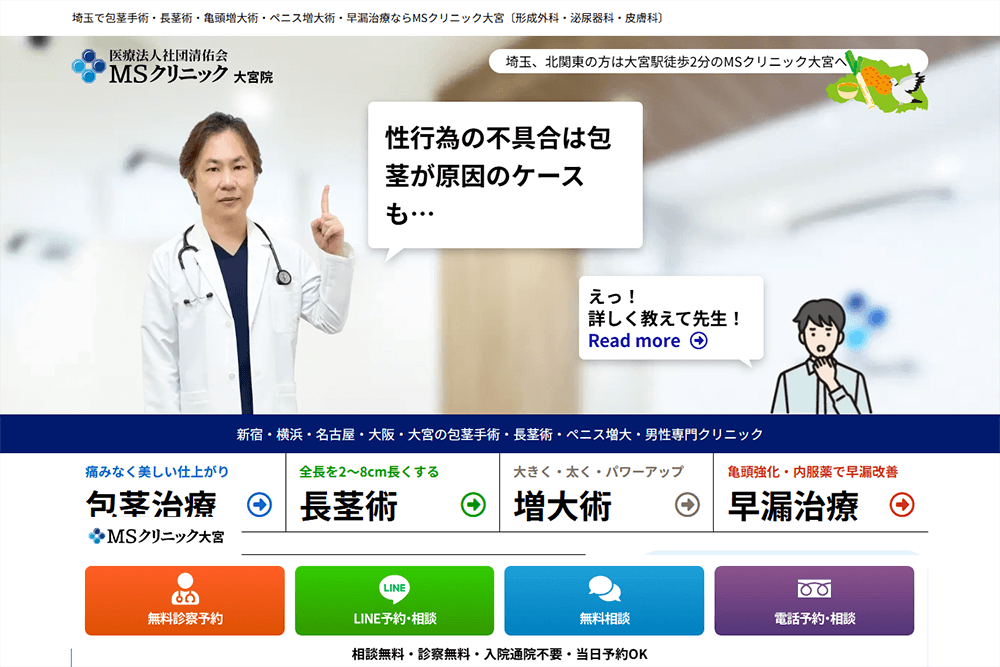 埼玉で包茎手術・長茎術・亀頭増大術・ペニス増大術・早漏治療ならMSクリニック大宮〔形成外科・泌尿器科・皮膚科〕
医療法人社団清佑会
MSクリニック 大宮院
埼玉、北関東の方は大宮駅徒歩2分のMSクリニック大宮へ
性行為の不具合は包
茎が原因のケース
も…
えっ！
詳しく教えて先生！
Read more
新宿・横浜・名古屋・大阪・大宮の包茎手術・長茎術・ペニス増大・男性専門クリニック
痛みなく美しい仕上がり
包茎治療
全長を2～8cm長くする
長茎術
大きく・太く・パワーアップ
増大術
亀頭強化・内服薬で早漏改善
早漏治療
MSクリニック大宮
無料診察予約
LINE
LINE予約・相談
無料相談
電話予約・相談
相談無料・診察無料・入院通院不要・当日予約OK